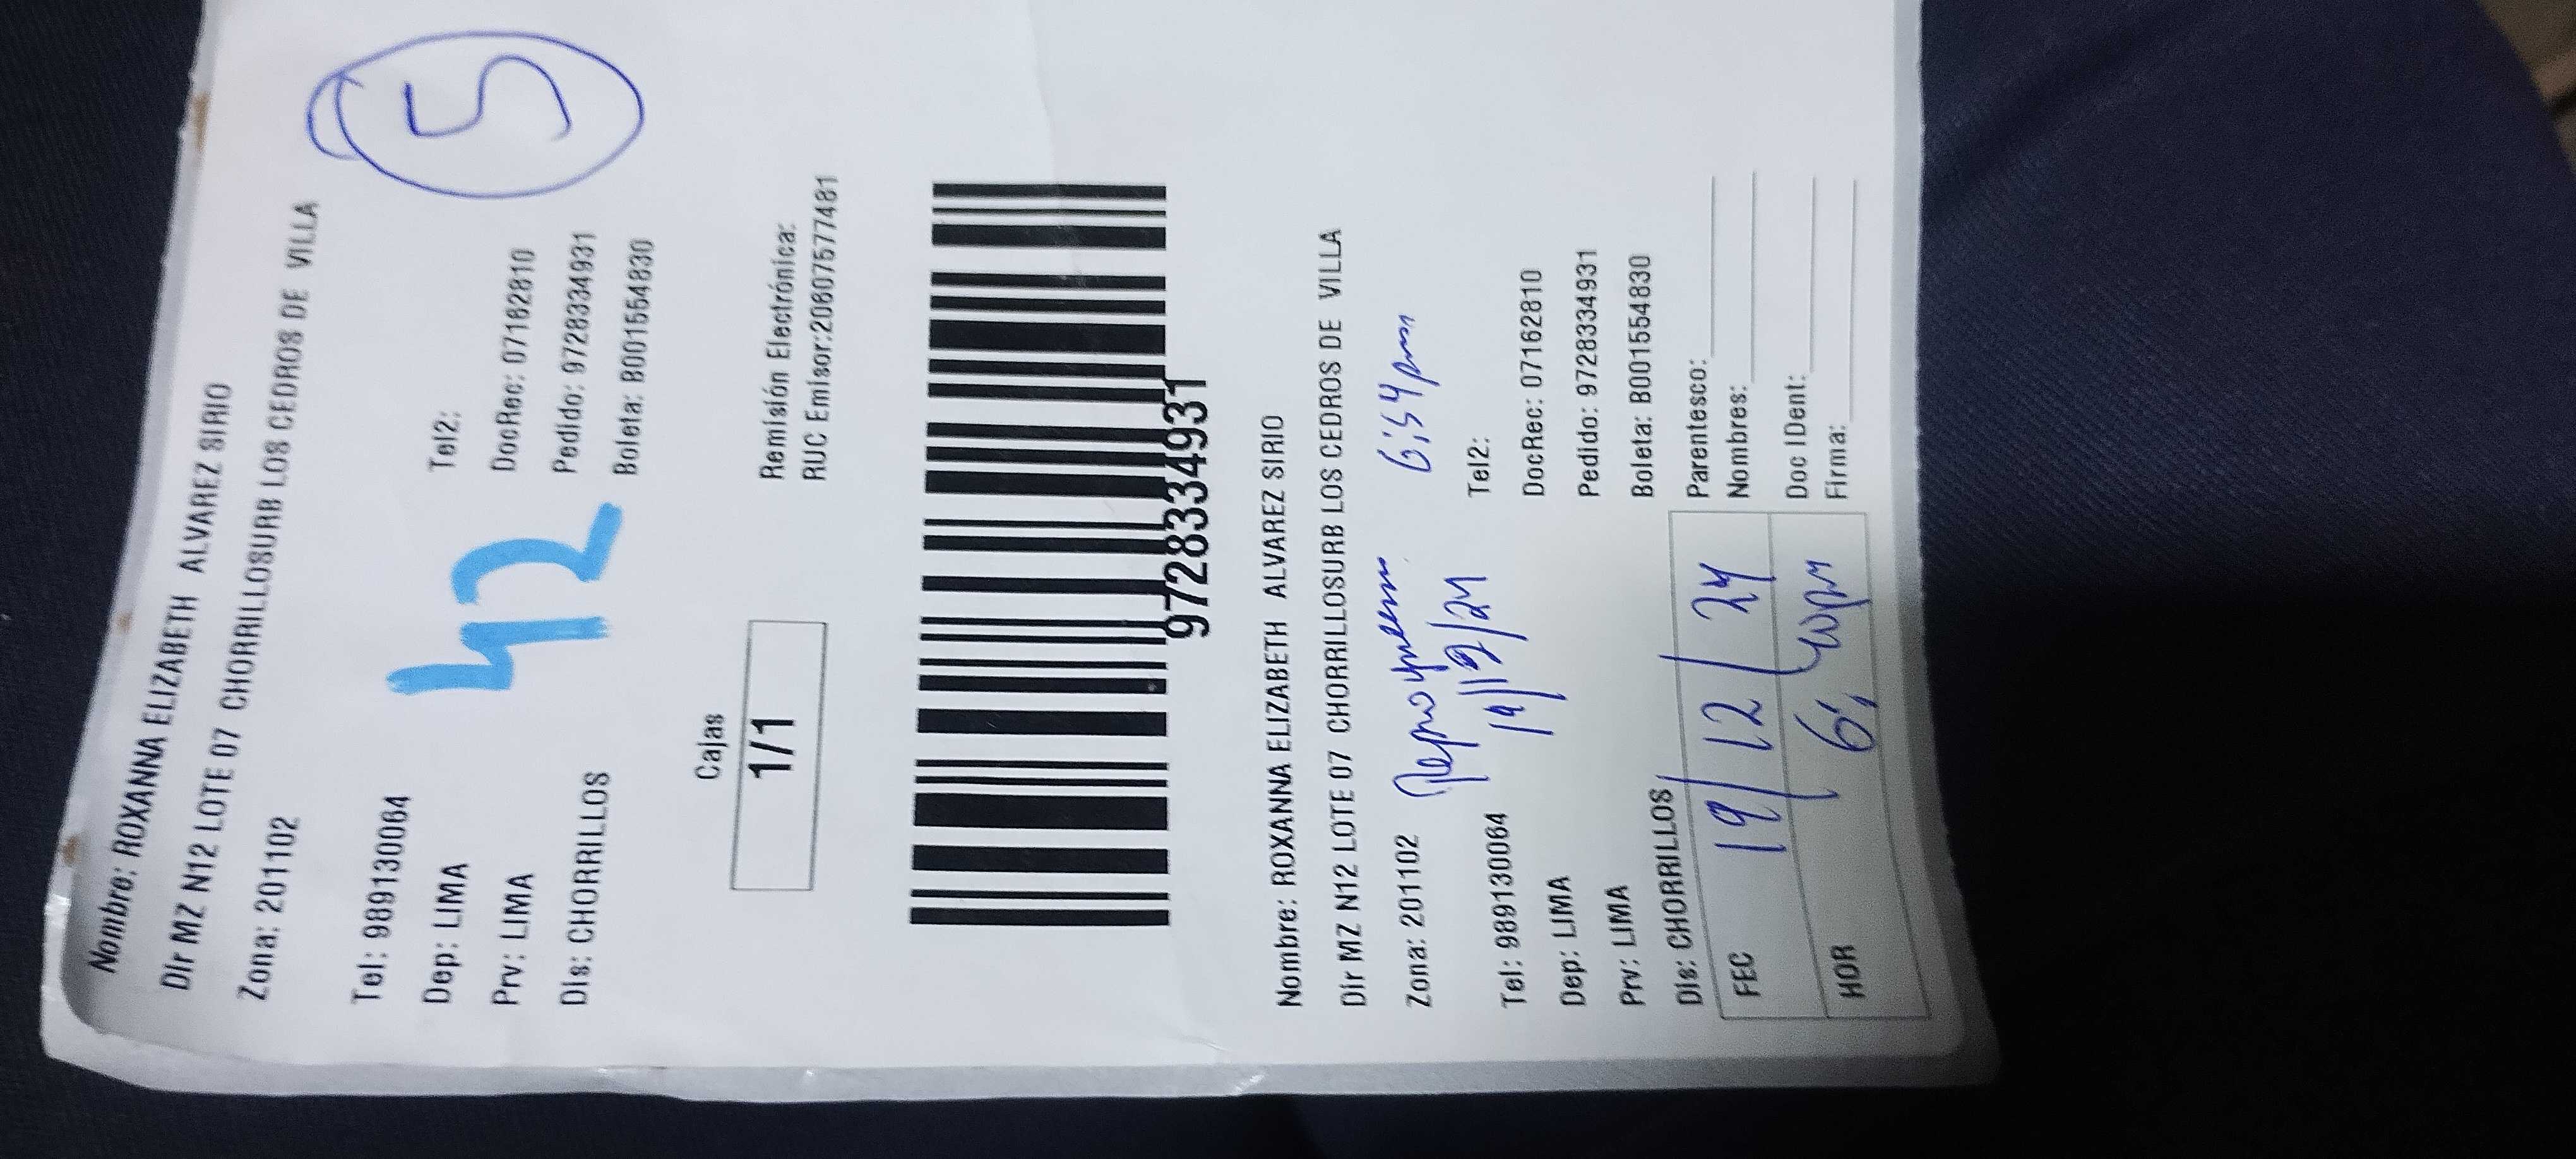 Nombre: ROXANNA ELIZABETH ALVAREZ SIRIO
Dir MZ N12 LOTE 07 CHORRILLOSURB LOS CEDROS DE VILLA
Zona: 201102
5
Tel: 989130064 Tel2:
42
Dep: LIMA DocRec: 07162810
Prv: LIMA Pedido: 9728334931
Dis: CHORRILLOS Boleta: B001554830
Cajas
1/1
Remisión Electrónica:
RUC Emisor:20607577481
9728334931
Nombre: ROXANNA ELIZABETH ALVAREZ SIRIO
Dir MZ N12 LOTE 07 CHORRILLOSURB LOS CEDROS DE VILLA
Zona: 201102 6:54pm
19/12/24
Tel: 989130064 Tel2:
Dep: LIMA DocRec: 07162810
Prv: LIMA Pedido: 9728334931
Dis: CHORRILLOS Boleta: B001554830
FEC 19/12/24 Parentesco:
Nombres:
HOR Doc IDent:
Firma: